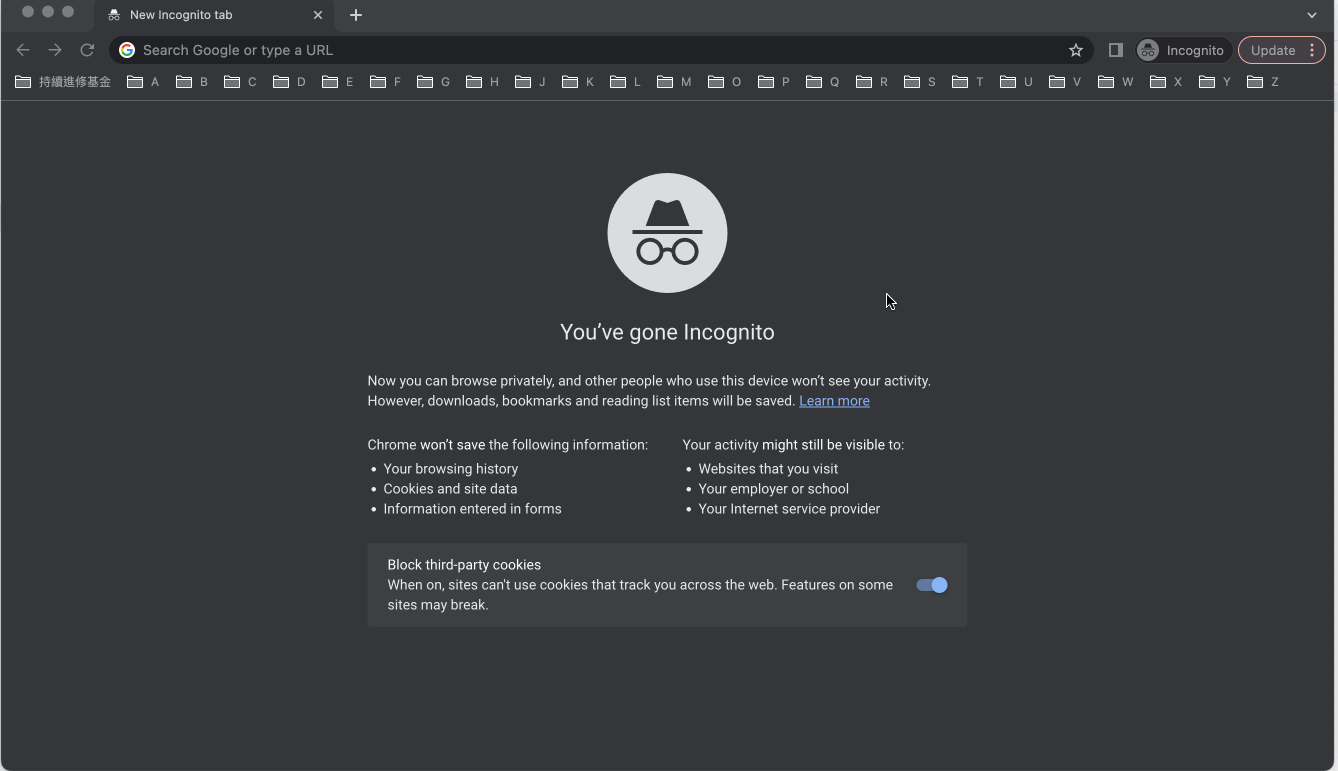 New Incognito tab
Search Google or type a URL
Incognito
Update
持續進修基金 A B C D E F G H J K L M O P Q R S T U V W X Y Z
You've gone Incognito
Now you can browse privately, and other people who use this device won't see your activity.
However, downloads, bookmarks and reading list items will be saved. Learn more
Chrome won't save the following information:
Your browsing history
Cookies and site data
Information entered in forms
Your activity might still be visible to:
Websites that you visit
Your employer or school
Your Internet service provider
Block third-party cookies
When on, sites can't use cookies that track you across the web. Features on some
sites may break.